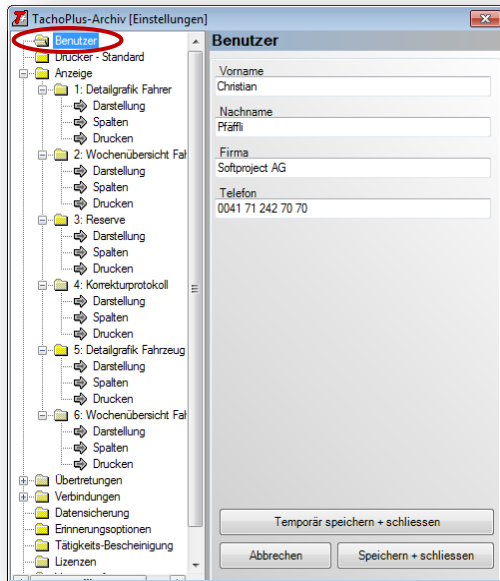 TachoPlus-Archiv [Einstellungen]
Benutzer
Drucker - Standard
Anzeige
1: Detailgrafik Fahrer
Darstellung
Spalten
Drucken
2: Wochenübersicht Fah
Darstellung
Spalten
Drucken
3: Reserve
Darstellung
Spalten
Drucken
4: Korrekturprotokoll
Darstellung
Spalten
Drucken
5: Detailgrafik Fahrzeug
Darstellung
Spalten
Drucken
6: Wochenübersicht Fah
Darstellung
Spalten
Drucken
Übertretungen
Verbindungen
Datensicherung
Erinnerungsoptionen
Tätigkeits-Bescheinigung
Lizenzen
Benutzer
Vorname
Christian
Nachname
Pfäffli
Firma
Softproject AG
Telefon
0041 71 242 70 70
Temporär speichern + schliessen
Abbrechen
Speichern + schliessen